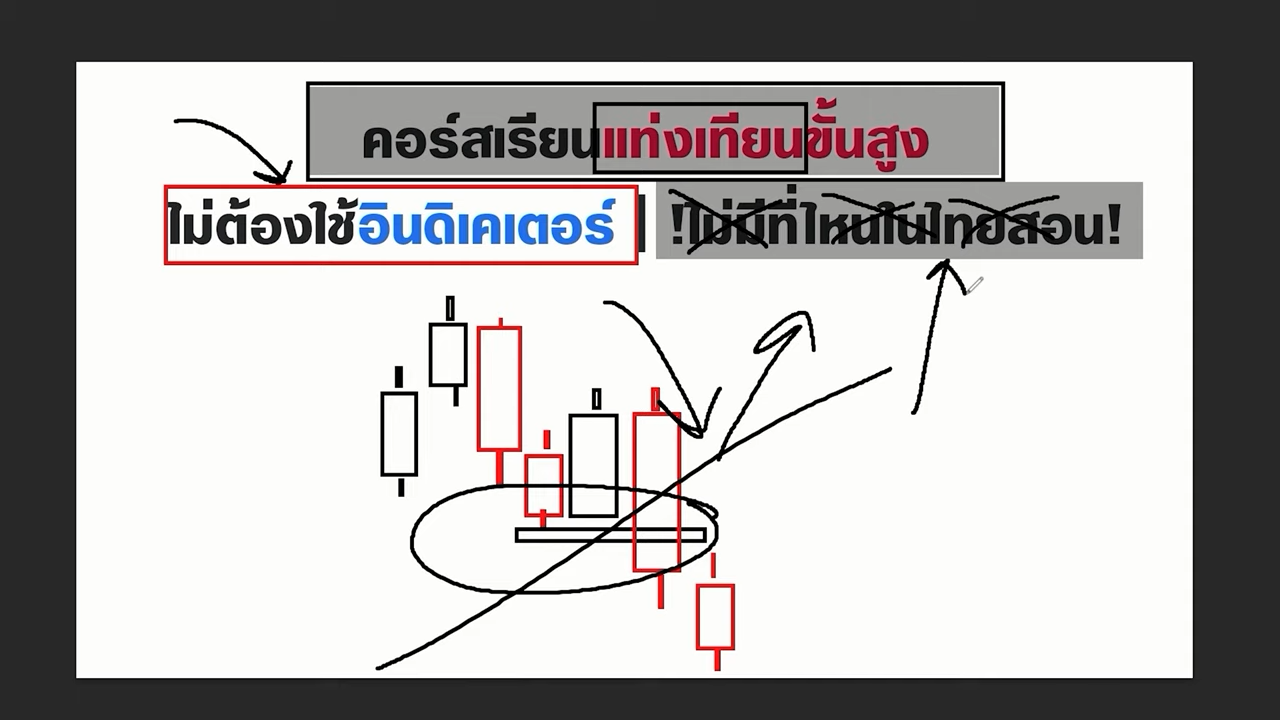 คอร์สเรียนแท่งเทียนขั้นสูง
ไม่ต้องใช้อินดิเคเตอร์ | !ไม่มีที่ไหนในไทยสอน!